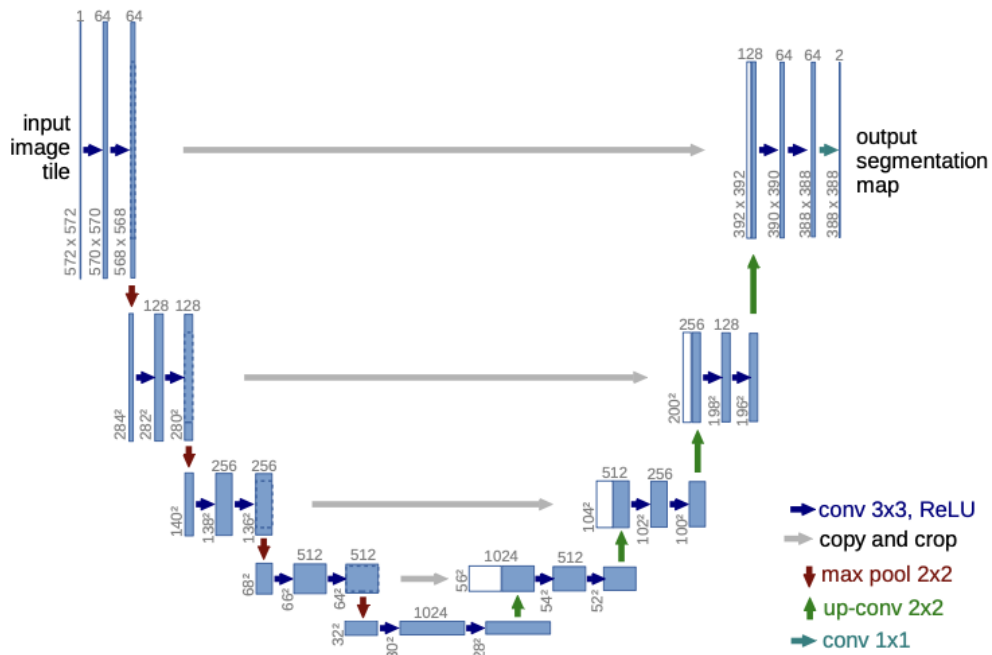 1 64 64
input
image
tile
572 x 572
570 x 570
568 x 568
128 64 64 2
output
segmentation
map
392 x 392
390 x 390
388 x 388
388 x 388
128 128
284²
282²
280²
256 128
200²
198²
196²
256 256
140²
138²
136²
512 256
104²
102²
100²
512 512
68²
66²
64²
1024 512
56²
54²
52²
1024
32²
30²
28²
conv 3x3, ReLU
copy and crop
max pool 2x2
up-conv 2x2
conv 1x1